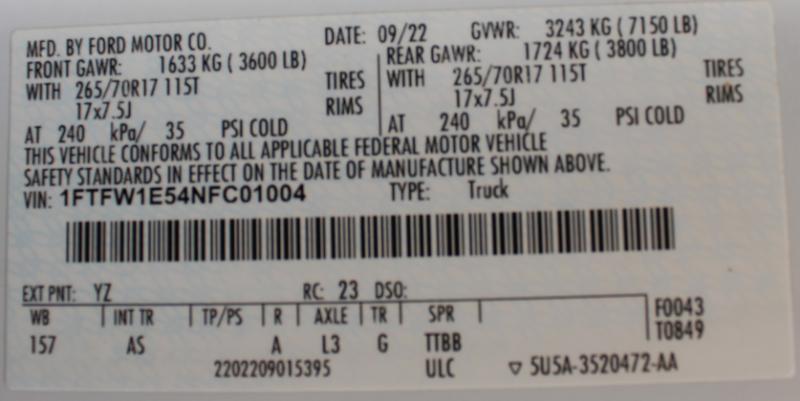 MFD. BY FORD MOTOR CO. DATE: 09/22 GVWR: 3243 KG ( 7150 LB)
FRONT GAWR: 1633 KG ( 3600 LB) REAR GAWR: 1724 KG ( 3800 LB)
WITH 265/70R17 115T TIRES WITH 265/70R17 115T TIRES
17x7.5J RIMS 17x7.5J RIMS
AT 240 kPa/ 35 PSI COLD AT 240 kPa/ 35 PSI COLD
THIS VEHICLE CONFORMS TO ALL APPLICABLE FEDERAL MOTOR VEHICLE
SAFETY STANDARDS IN EFFECT ON THE DATE OF MANUFACTURE SHOWN ABOVE.
VIN: 1FTFW1E54NFC01004 TYPE: Truck
EXT PNT: YZ RC: 23 DSO:
WB INT TR TP/PS R AXLE TR SPR F0043
157 AS A L3 G TTBB T0849
2202209015395 ULC ▽ 5U5A-3520472-AA